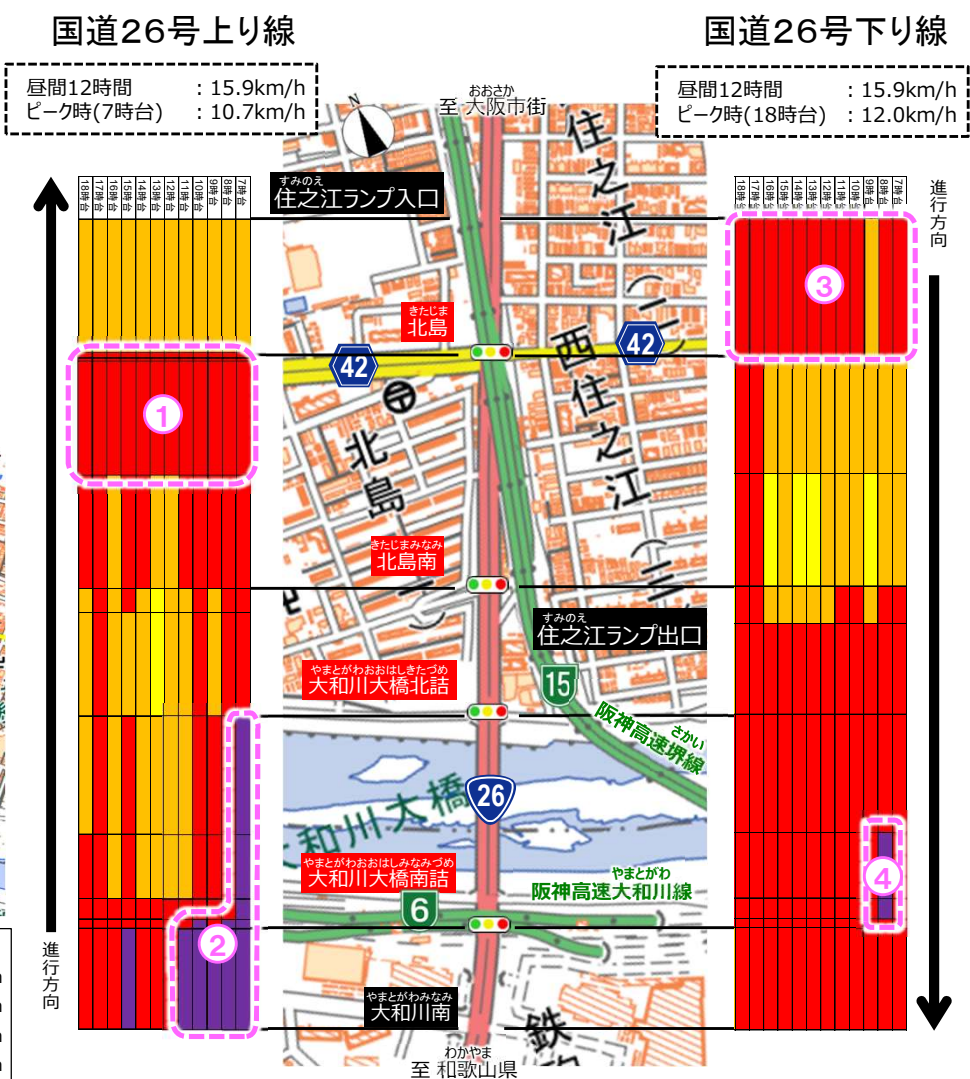 国道26号上り線
国道26号下り線
昼間12時間　：15.9km/h
ピーク時(7時台)　：10.7km/h
昼間12時間　：15.9km/h
ピーク時(18時台)　：12.0km/h
N
おおさか
至 大阪市街
18時台 17時台 16時台 15時台 14時台 13時台 12時台 11時台 10時台 9時台 8時台 7時台
18時台 17時台 16時台 15時台 14時台 13時台 12時台 11時台 10時台 9時台 8時台 7時台
進行方向
すみのえ
住之江ランプ入口
住之江(二)
西住之江(三)
きたじま
北島
42
42
北島(二)
①
③
きたじまみなみ
北島南
すみのえ
住之江ランプ出口
やまとがわおおはしきたづめ
大和川大橋北詰
15
さかい
阪神高速堺線
26
大和川大橋
やまとがわおおはしみなみづめ
大和川大橋南詰
やまとがわ
阪神高速大和川線
6
②
④
進行方向
やまとがわみなみ
大和川南
鉄
わかやま
至 和歌山県